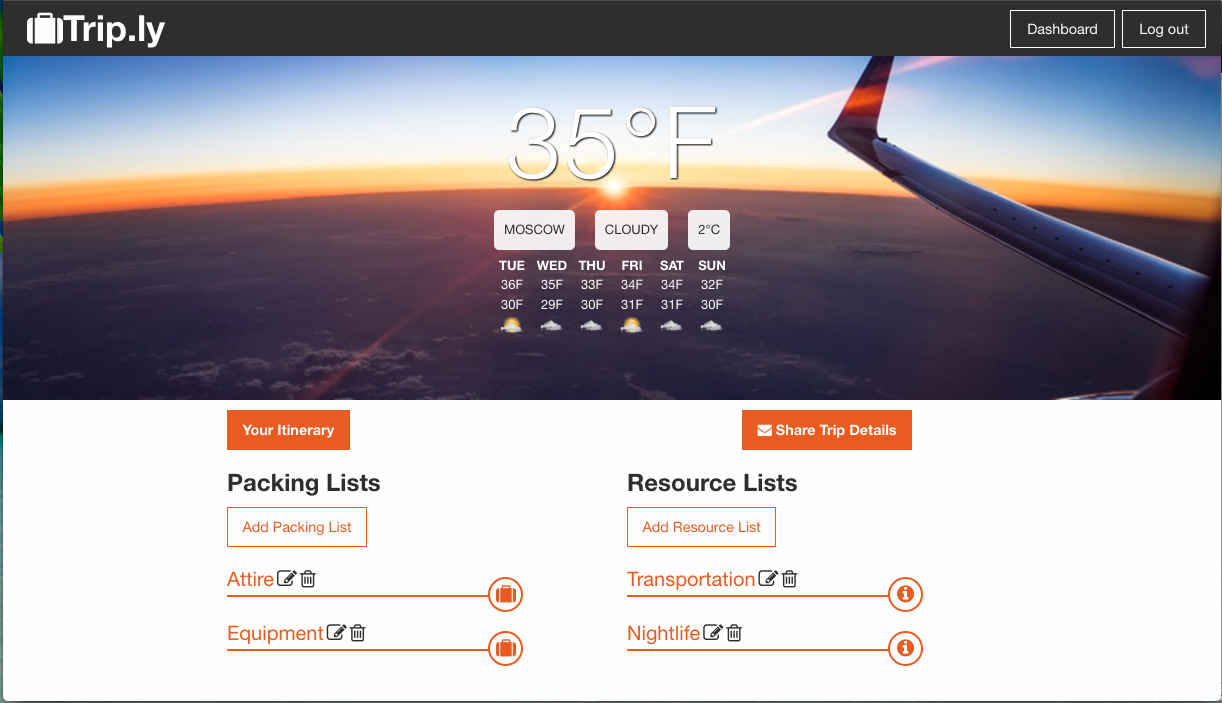 Trip.ly
Dashboard Log out
35°F
MOSCOW CLOUDY 2°C
TUE WED THU FRI SAT SUN
36F 35F 33F 34F 34F 32F
30F 29F 30F 31F 31F 30F
Your Itinerary Share Trip Details
Packing Lists Resource Lists
Add Packing List Add Resource List
Attire Transportation
Equipment Nightlife